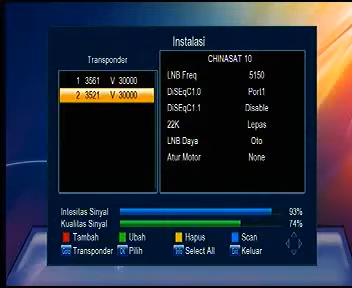 Instalasi
Transponder
1 3561 V 30000
2 3521 V 30000
CHINASAT 10
LNB Freq 5150
DiSEqC1.0 Port1
DiSEqC1.1 Disable
22K Lepas
LNB Daya Oto
Atur Motor None
Intesitas Sinyal 93%
Kualitas Sinyal 74%
Tambah Ubah Hapus Scan
Transponder OK Pilih Select All Keluar